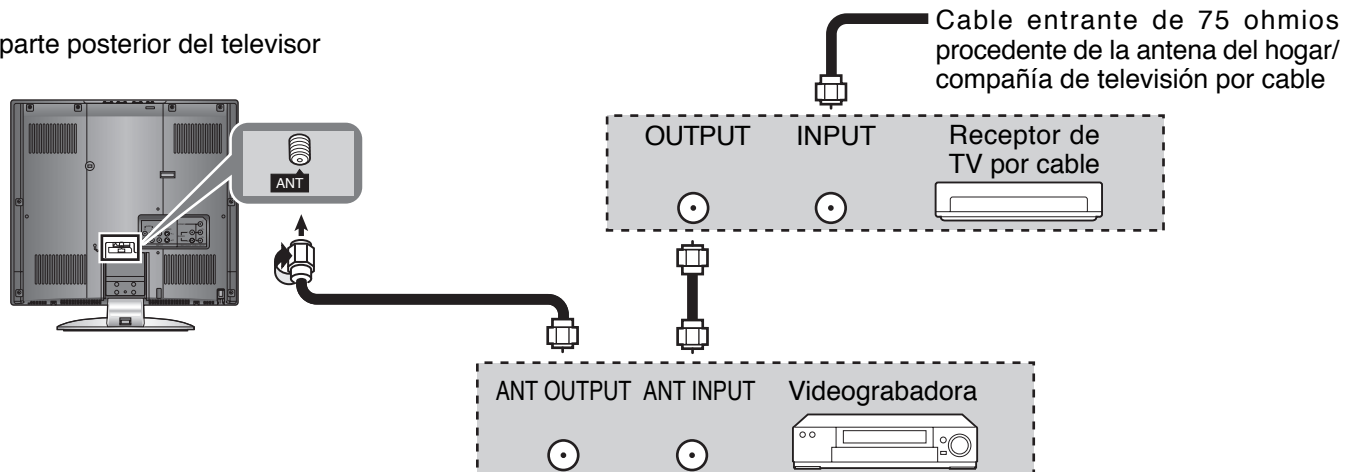 Cable entrante de 75 ohmios
procedente de la antena del hogar/
compañía de televisión por cable
parte posterior del televisor
OUTPUT INPUT Receptor de
TV por cable
ANT
ANT OUTPUT ANT INPUT Videograbadora